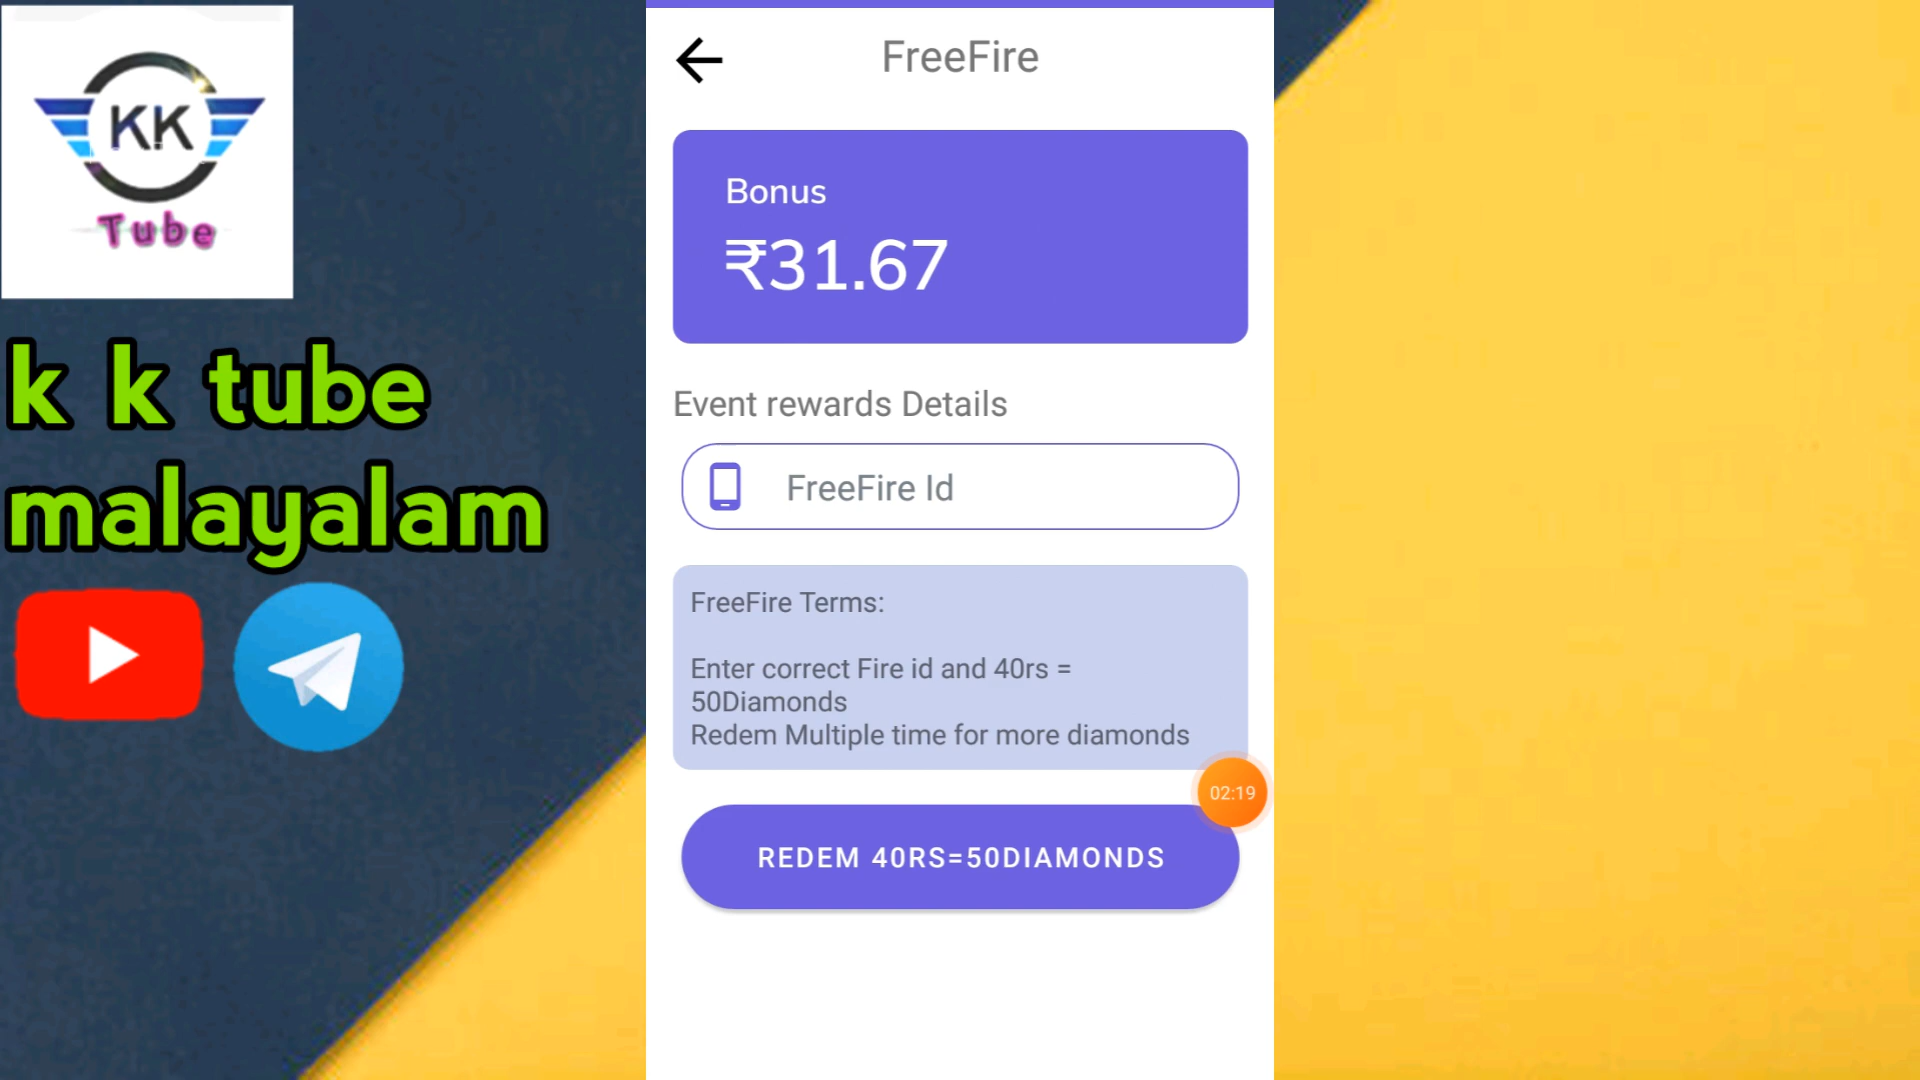 KK
Tube
k k tube
malayalam
FreeFire
Bonus
₹31.67
Event rewards Details
FreeFire Id
FreeFire Terms:
Enter correct Fire id and 40rs =
50Diamonds
Redem Multiple time for more diamonds
02:19
REDEM 40RS=50DIAMONDS